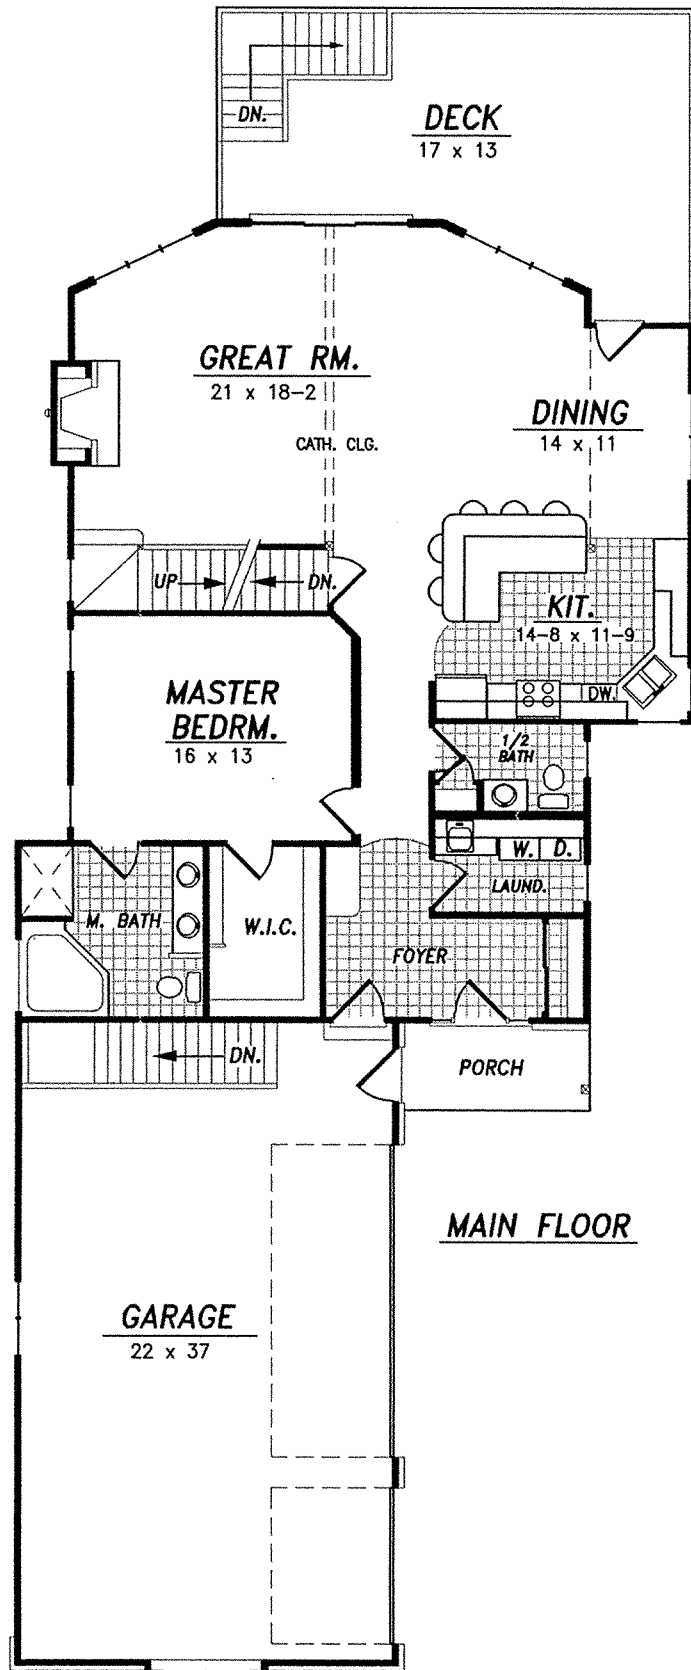 DN.
DECK
17 x 13
GREAT RM.
21 x 18-2
CATH. CLG.
DINING
14 x 11
UP
DN.
KIT.
14-8 x 11-9
DW.
MASTER
BEDRM.
16 x 13
1/2
BATH
W. D.
LAUND.
M. BATH
W.I.C.
FOYER
DN.
PORCH
MAIN FLOOR
GARAGE
22 x 37